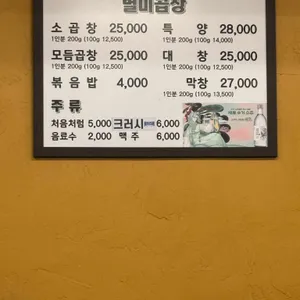 별미곱창
소곱창 25,000 특 양 28,000
1인분 200g (100g 12,500) 1인분 200g (100g 14,000)
모듬곱창 25,000 대 창 25,000
1인분 200g (100g 12,500) 1인분 200g (100g 12,500)
볶음밥 4,000 막창 27,000
1인분 200g (100g 13,500)
주 류
처음처럼 5,000 크러시 6,000
음료수 2,000 맥 주 6,000